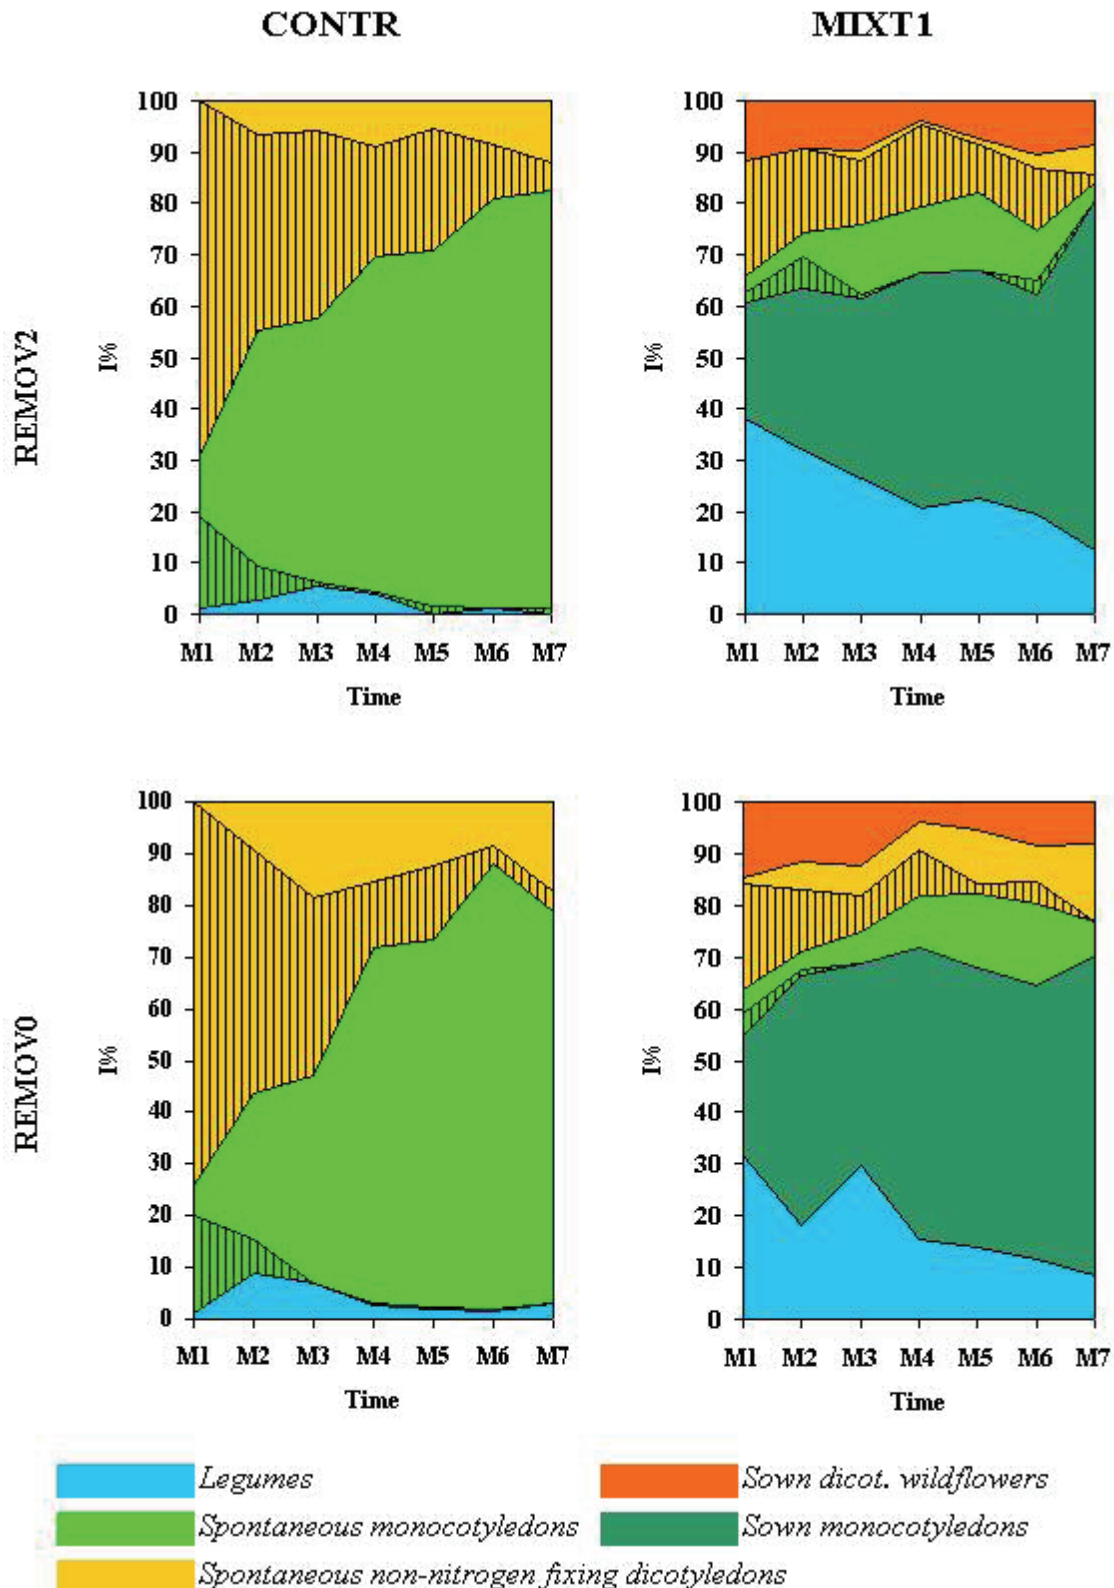 CONTR MIXT1
REMOV2
I%
100
90
80
70
60
50
40
30
20
10
0
M1 M2 M3 M4 M5 M6 M7
Time
I%
100
90
80
70
60
50
40
30
20
10
0
M1 M2 M3 M4 M5 M6 M7
Time
REMOV0
I%
100
90
80
70
60
50
40
30
20
10
0
M1 M2 M3 M4 M5 M6 M7
Time
I%
100
90
80
70
60
50
40
30
20
10
0
M1 M2 M3 M4 M5 M6 M7
Time
Legumes
Sown dicot. wildflowers
Spontaneous monocotyledons
Sown monocotyledons
Spontaneous non-nitrogen fixing dicotyledons